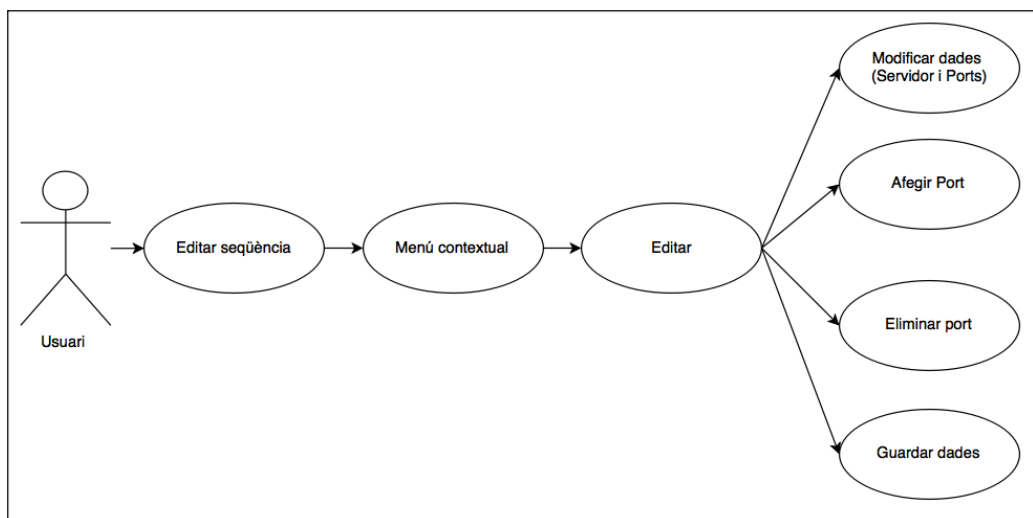 Modificar dades
(Servidor i Ports)
Afegir Port
Editar seqüència
Menú contextual
Editar
Eliminar port
Usuari
Guardar dades